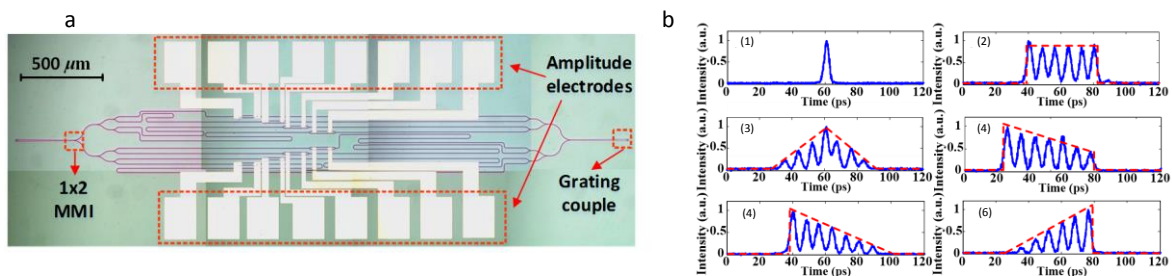 a
500 μm
Amplitude
electrodes
1x2
MMI
Grating
couple
b
Intensity (a.u.)
1
0.5
0
(1)
0 20 40 60 80 100 120
Time (ps)
Intensity (a.u.)
1
0.5
0
(2)
0 20 40 60 80 100 120
Time (ps)
Intensity (a.u.)
1
0.5
0
(3)
0 20 40 60 80 100 120
Time (ps)
Intensity (a.u.)
1
0.5
0
(4)
0 20 40 60 80 100 120
Time (ps)
Intensity (a.u.)
1
0.5
0
(4)
0 20 40 60 80 100 120
Time (ps)
Intensity (a.u.)
1
0.5
0
(6)
0 20 40 60 80 100 120
Time (ps)